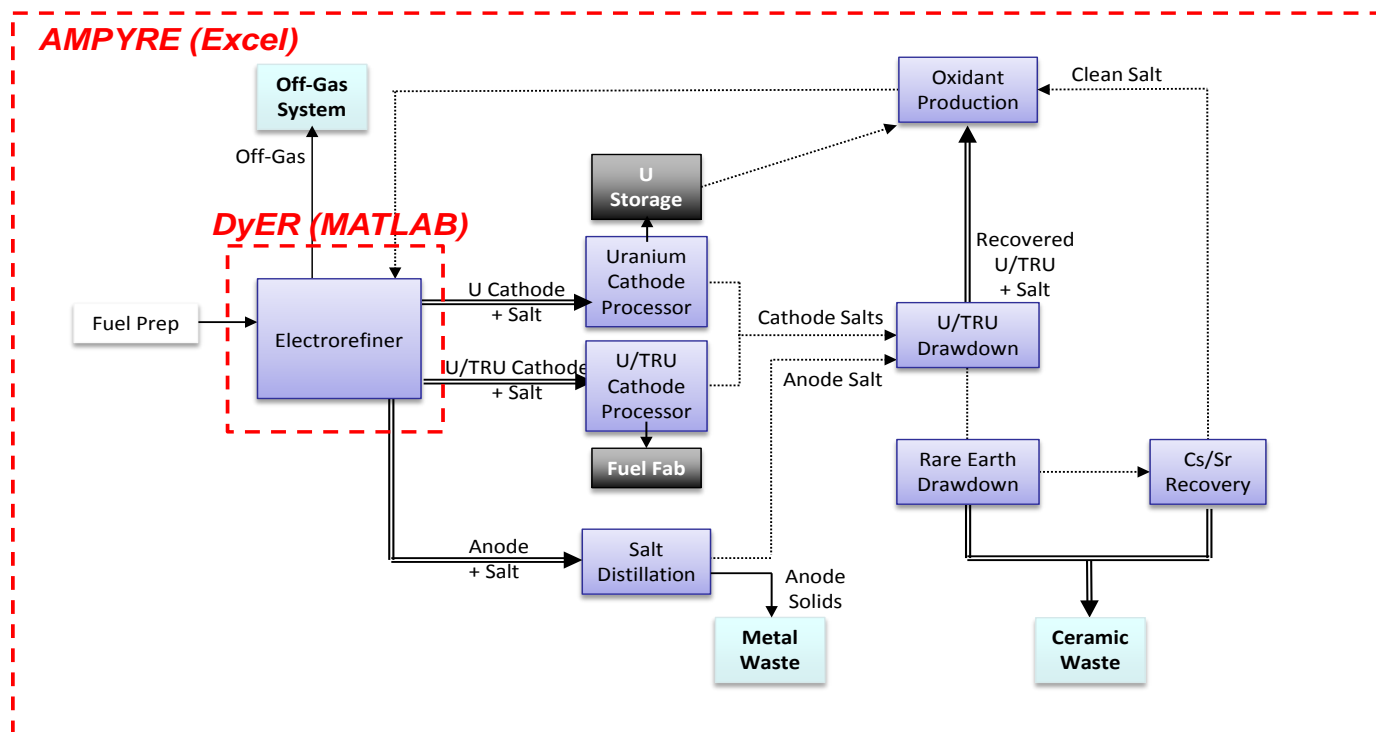 AMPYRE (Excel)
Off-Gas
System
Oxidant
Production
Clean Salt
Off-Gas
U
Storage
DyER (MATLAB)
Uranium
Cathode
Processor
Recovered
U/TRU
+ Salt
U Cathode
+ Salt
Fuel Prep
Electrorefiner
Cathode Salts
U/TRU
Drawdown
U/TRU Cathode
+ Salt
U/TRU
Cathode
Processor
Anode Salt
Fuel Fab
Rare Earth
Drawdown
Cs/Sr
Recovery
Anode
+ Salt
Salt
Distillation
Anode
Solids
Metal
Waste
Ceramic
Waste